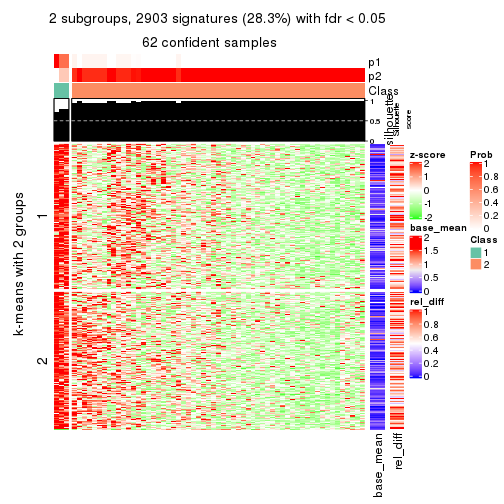 2 subgroups, 2903 signatures (28.3%) with fdr < 0.05
62 confident samples
p1
p2
Class
silhouette
Silhouette
score
1
0.5
0
k-means with 2 groups
1
2
base_mean
rel_diff
z-score
2
1
0
-1
-2
base_mean
2
1.5
1
0.5
0
rel_diff
1
0.8
0.6
0.4
0.2
0
Prob
1
0.8
0.6
0.4
0.2
0
Class
1
2